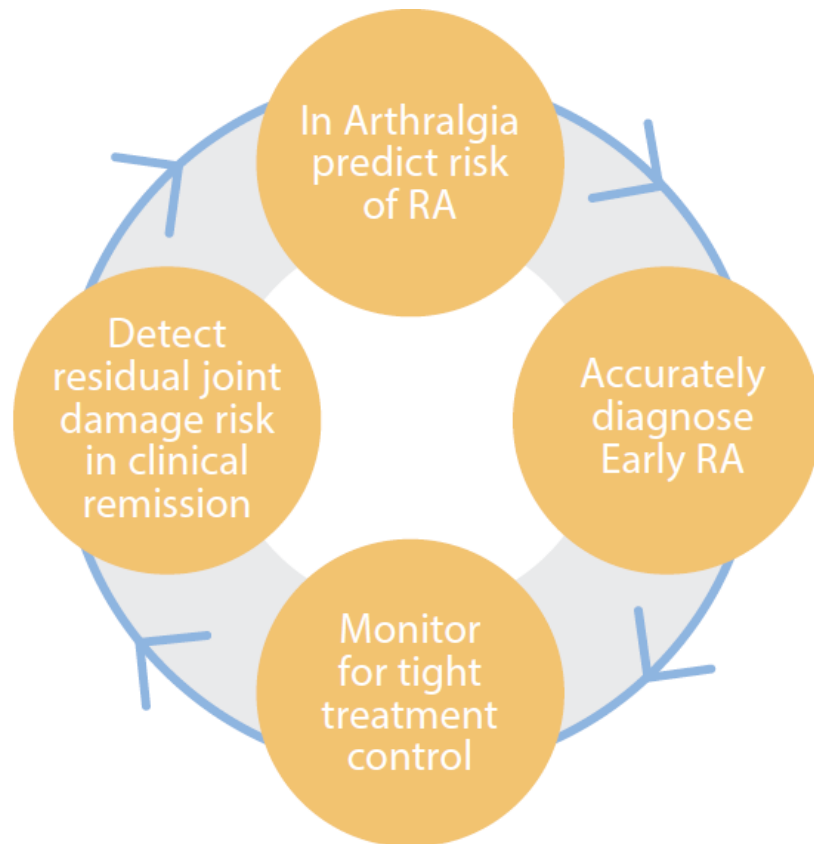 In Arthralgia
predict risk
of RA
Accurately
diagnose
Early RA
Monitor
for tight
treatment
control
Detect
residual joint
damage risk
in clinical
remission